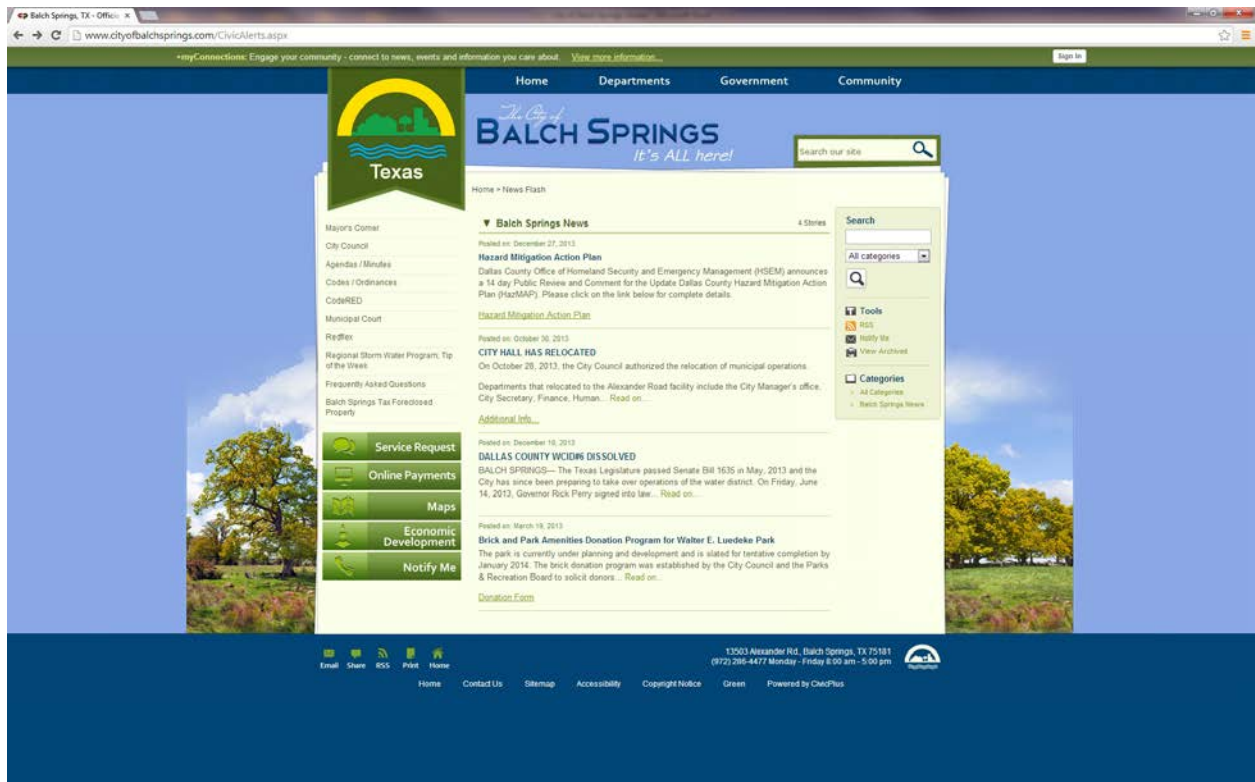 Balch Springs, TX - Officia
www.cityofbalchsprings.com/CivicAlerts.aspx
•myConnections: Engage your community - connect to news, events and information you care about. View more information...
Sign In
Home Departments Government Community
The City of
BALCH SPRINGS
It's ALL here!
Texas
Search our site
Home > News Flash
Mayor's Corner
City Council
Agendas / Minutes
Codes / Ordinances
CodeRED
Municipal Court
Redflex
Regional Storm Water Program, Tip
of the Week
Frequently Asked Questions
Balch Springs Tax Foreclosed
Property
Service Request
Online Payments
Maps
Economic
Development
Notify Me
▼ Balch Springs News
4 Stories
Posted on: December 27, 2013
Hazard Mitigation Action Plan
Dallas County Office of Homeland Security and Emergency Management (HSEM) announces
a 14 day Public Review and Comment for the Update Dallas County Hazard Mitigation Action
Plan (HazMAP). Please click on the link below for complete details.
Hazard Mitigation Action Plan
Posted on: October 30, 2013
CITY HALL HAS RELOCATED
On October 28, 2013, the City Council authorized the relocation of municipal operations.
Departments that relocated to the Alexander Road facility include the City Manager's office,
City Secretary, Finance, Human... Read on...
Additional Info...
Posted on: December 10, 2013
DALLAS COUNTY WCID#6 DISSOLVED
BALCH SPRINGS— The Texas Legislature passed Senate Bill 1635 in May, 2013 and the
City has since been preparing to take over operations of the water district. On Friday, June
14, 2013, Governor Rick Perry signed into law... Read on...
Posted on: March 19, 2013
Brick and Park Amenities Donation Program for Walter E. Luedeke Park
The park is currently under planning and development and is slated for tentative completion by
January 2014. The brick donation program was established by the City Council and the Parks
& Recreation Board to solicit donors... Read on...
Donation Form
Search
All categories
Tools
RSS
Notify Me
View Archived
Categories
All Categories
Balch Springs News
Email Share RSS Print Home
13503 Alexander Rd., Balch Springs, TX 75181
(972) 286-4477 Monday - Friday 8:00 am - 5:00 pm
Home Contact Us Sitemap Accessibility Copyright Notice Green Powered by CivicPlus